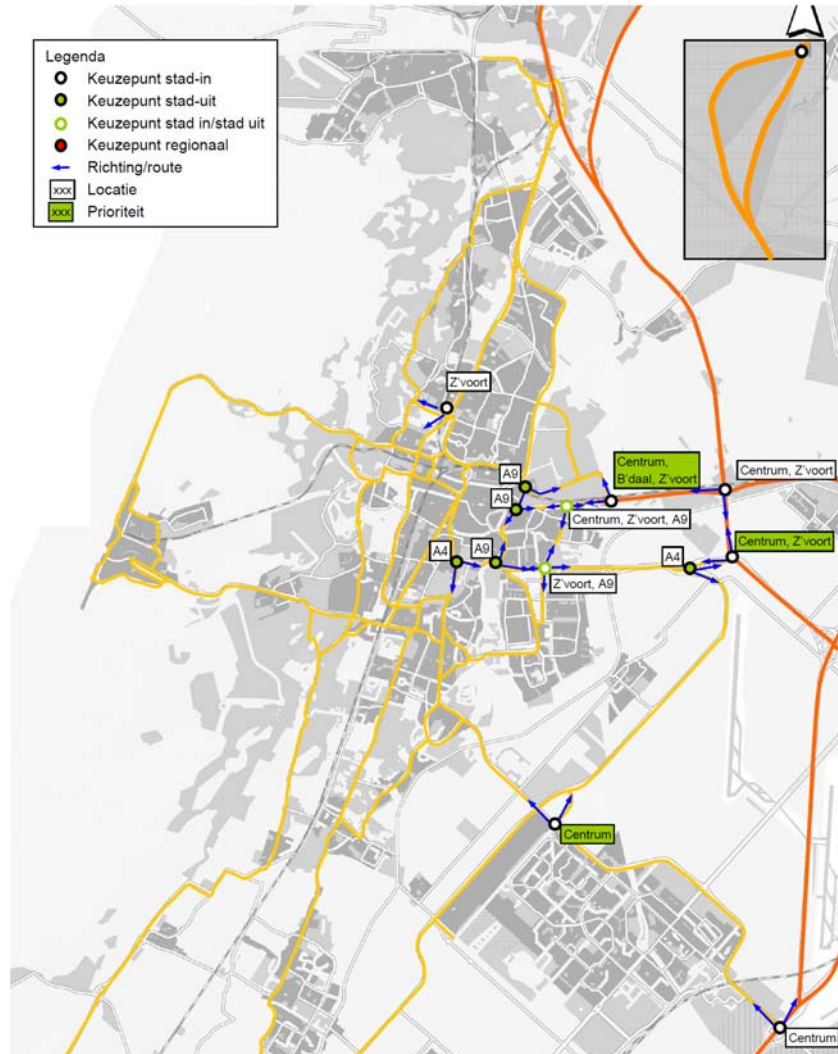 Legenda
Keuzepunt stad-in
Keuzepunt stad-uit
Keuzepunt stad in/stad uit
Keuzepunt regionaal
Richting/route
xxx Locatie
xxx Prioriteit
Z'voort
Centrum,
B'daal, Z'voort
Centrum, Z'voort
A9
A9
Centrum, Z'voort, A9
A4
A9
A4
Centrum, Z'voort
Z'voort, A9
Centrum
Centrum